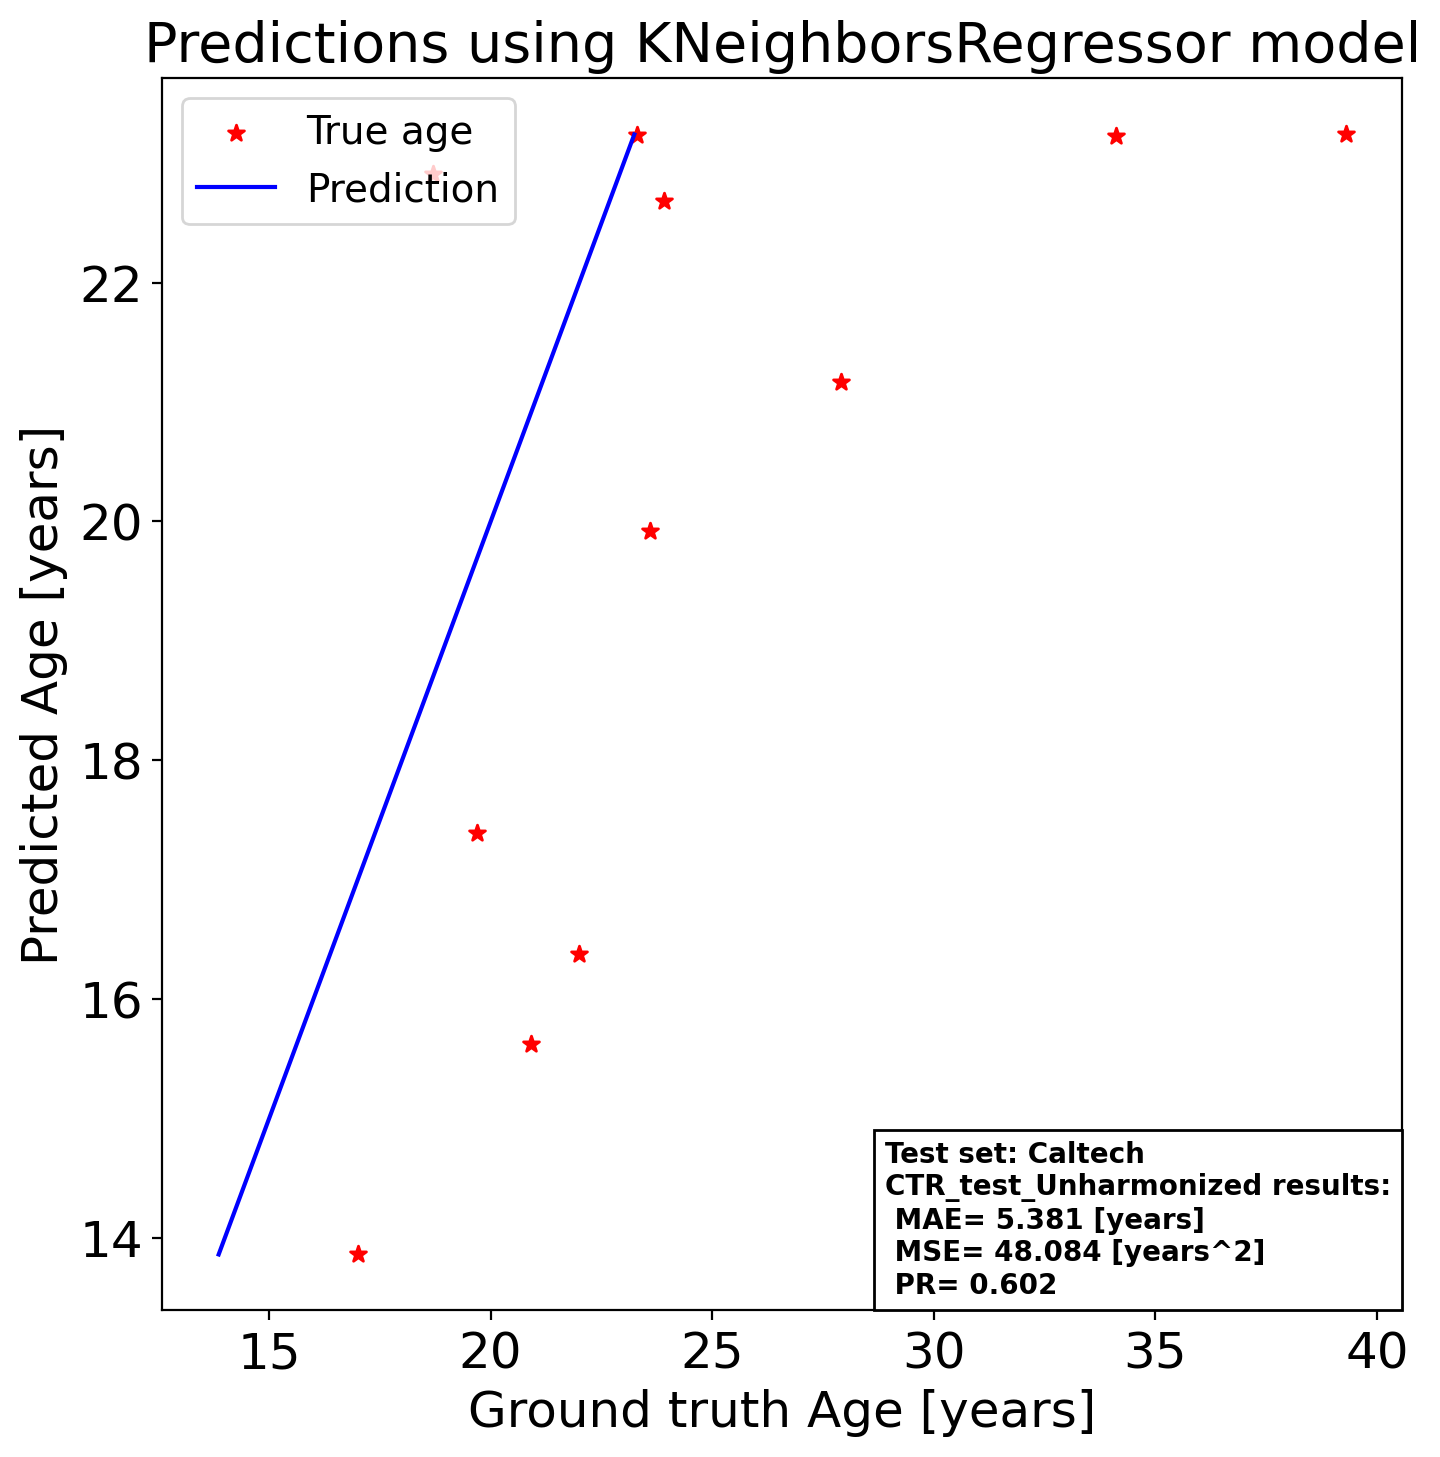 Predictions using KNeighborsRegressor model
True age
Prediction
22
20
18
16
14
Predicted Age [years]
Test set: Caltech
CTR_test_Unharmonized results:
MAE= 5.381 [years]
MSE= 48.084 [years^2]
PR= 0.602
15 20 25 30 35 40
Ground truth Age [years]